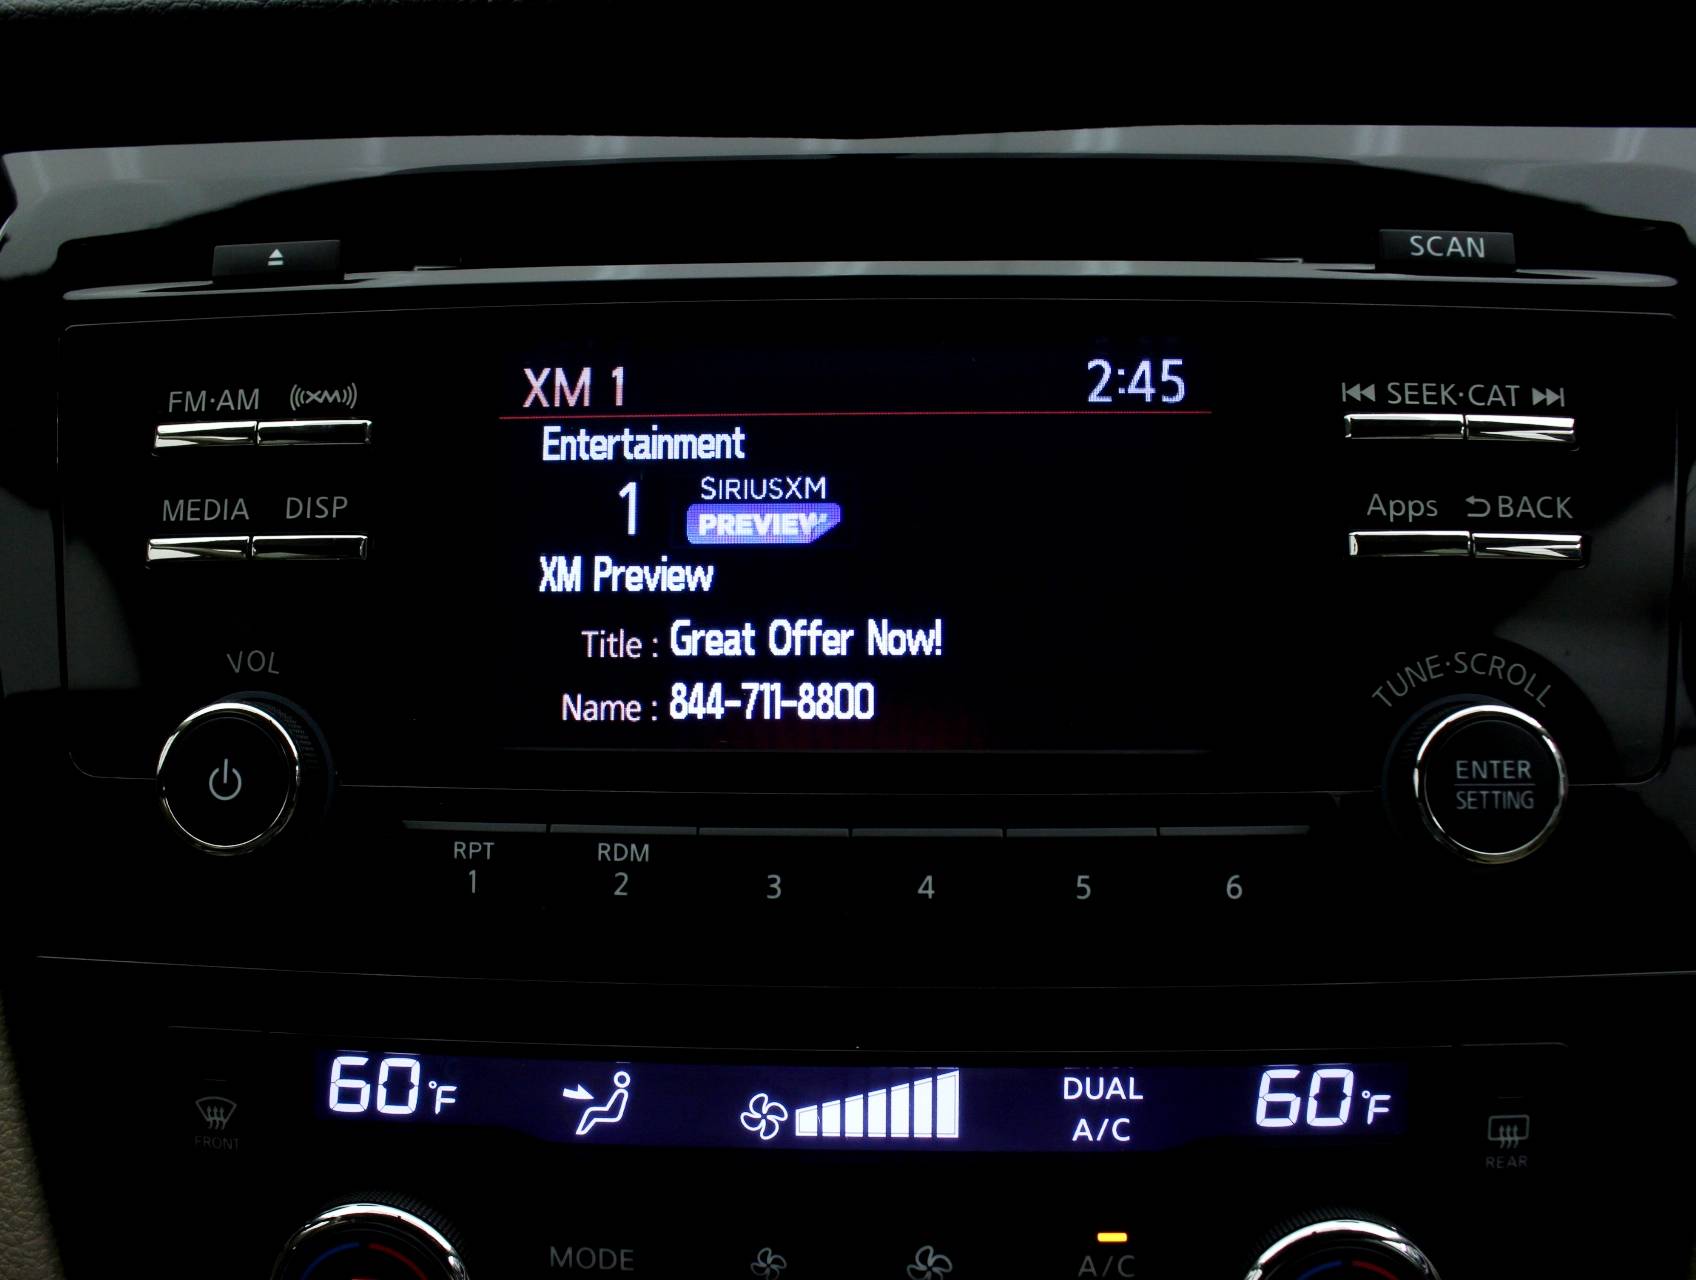 SCAN
FM·AM ((XM))
SEEK·CAT
MEDIA DISP
Apps BACK
XM 1 2:45
Entertainment
1 SIRIUSXM
PREVIEW
XM Preview
Title : Great Offer Now!
Name : 844-711-8800
VOL
TUNE·SCROLL
ENTER
SETTING
RPT RDM
1 2 3 4 5 6
60°F DUAL 60°F
A/C
FRONT
REAR
MODE A/C